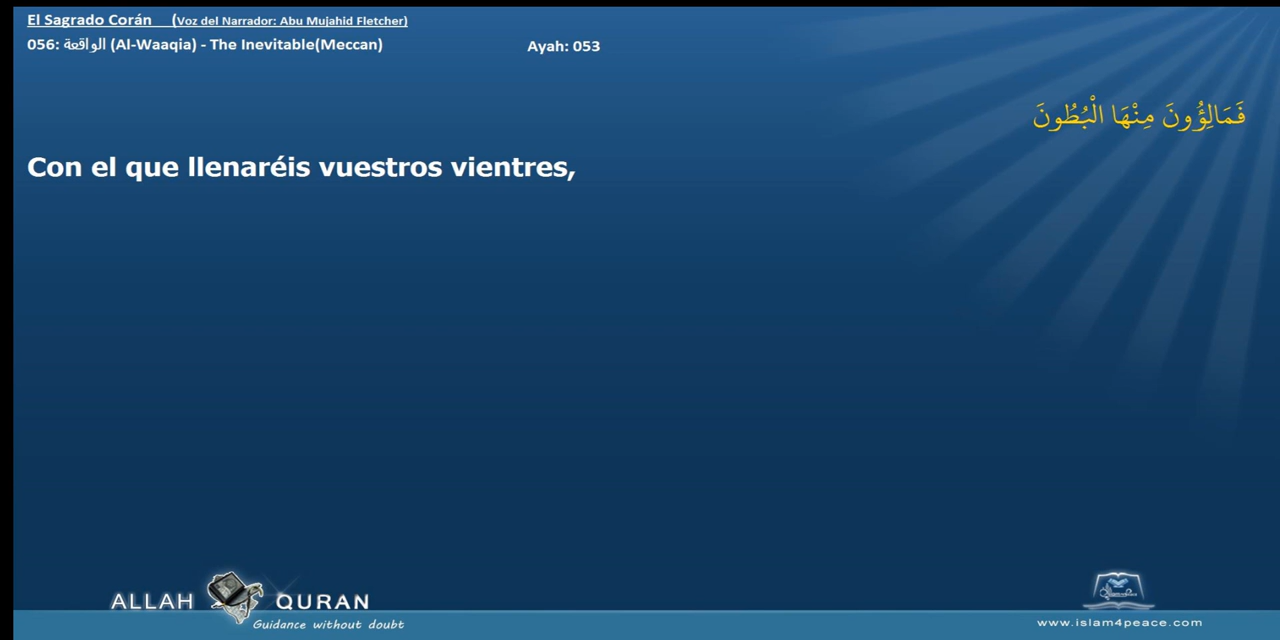 El Sagrado Corán (Voz del Narrador: Abu Mujahid Fletcher)
056: الواقعة (Al-Waaqia) - The Inevitable(Meccan)
Ayah: 053
فَمَالِؤُونَ مِنْهَا الْبُطُونَ
Con el que llenaréis vuestros vientres,
ALLAH QURAN
Guidance without doubt
www.islam4peace.com